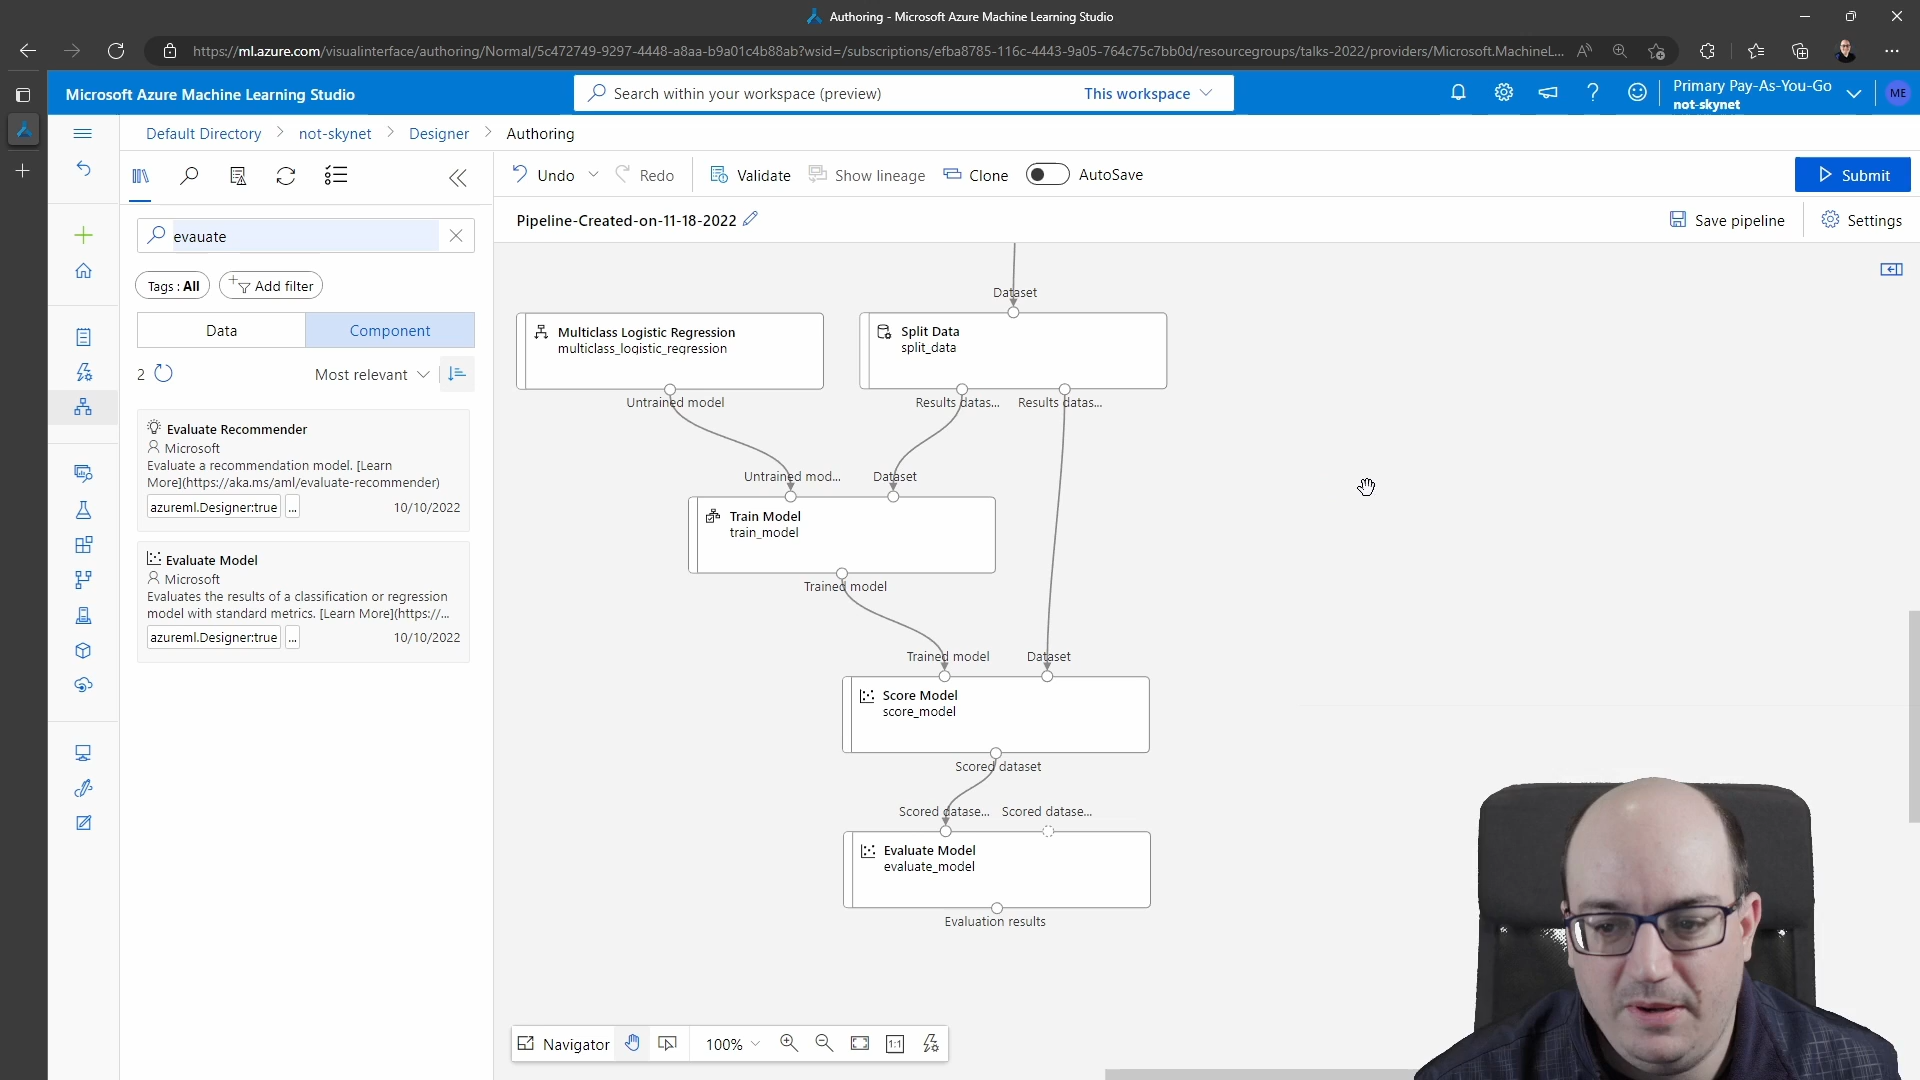 Authoring - Microsoft Azure Machine Learning Studio
https://ml.azure.com/visualinterface/authoring/Normal/5c472749-9297-4448-a8aa-b9a01c4b88ab?wsid=/subscriptions/efba8785-116c-4443-9a05-764c75c7bb0d/resourcegroups/talks-2022/providers/Microsoft.MachineL...
Microsoft Azure Machine Learning Studio
Search within your workspace (preview)
This workspace
Primary Pay-As-You-Go
not-skynet
ME
Default Directory > not-skynet > Designer > Authoring
Undo
Redo
Validate
Show lineage
Clone
AutoSave
Submit
evauate
Pipeline-Created-on-11-18-2022
Save pipeline
Settings
Tags : All
Add filter
Data
Component
2
Most relevant
Evaluate Recommender
Microsoft
Evaluate a recommendation model. [Learn
More](https://aka.ms/aml/evaluate-recommender)
azureml.Designer:true
...
10/10/2022
Evaluate Model
Microsoft
Evaluates the results of a classification or regression
model with standard metrics. [Learn More](https://...
azureml.Designer:true
...
10/10/2022
Dataset
Multiclass Logistic Regression
multiclass_logistic_regression
Split Data
split_data
Untrained model
Results datas...
Results datas...
Untrained mod...
Dataset
Train Model
train_model
Trained model
Trained model
Dataset
Score Model
score_model
Scored dataset
Scored datase...
Scored datase...
Evaluate Model
evaluate_model
Evaluation results
Navigator
100%
1:1